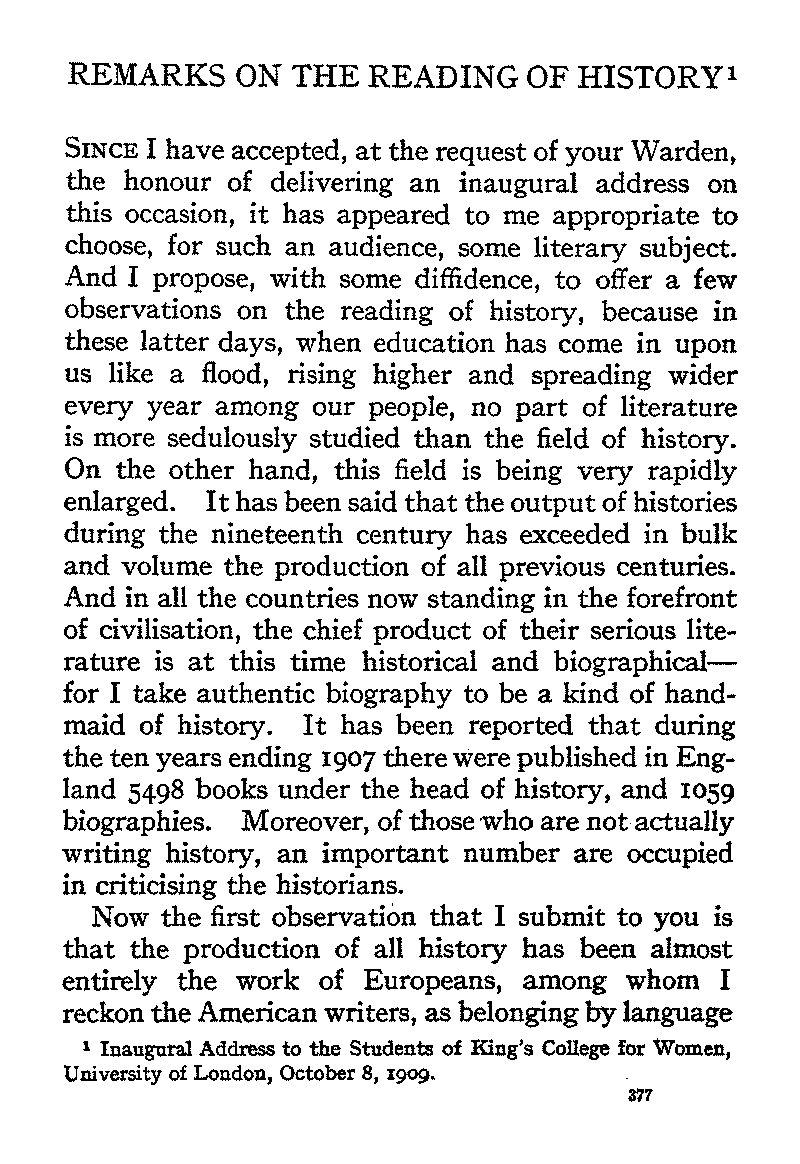 REMARKS ON THE READING OF HISTORY¹
SINCE I have accepted, at the request of your Warden,
the honour of delivering an inaugural address on
this occasion, it has appeared to me appropriate to
choose, for such an audience, some literary subject.
And I propose, with some diffidence, to offer a few
observations on the reading of history, because in
these latter days, when education has come in upon
us like a flood, rising higher and spreading wider
every year among our people, no part of literature
is more sedulously studied than the field of history.
On the other hand, this field is being very rapidly
enlarged. It has been said that the output of histories
during the nineteenth century has exceeded in bulk
and volume the production of all previous centuries.
And in all the countries now standing in the forefront
of civilisation, the chief product of their serious lite-
rature is at this time historical and biographical—
for I take authentic biography to be a kind of hand-
maid of history. It has been reported that during
the ten years ending 1907 there were published in Eng-
land 5498 books under the head of history, and 1059
biographies. Moreover, of those who are not actually
writing history, an important number are occupied
in criticising the historians.
Now the first observation that I submit to you is
that the production of all history has been almost
entirely the work of Europeans, among whom I
reckon the American writers, as belonging by language
¹ Inaugural Address to the Students of King's College for Women,
University of London, October 8, 1909.
377